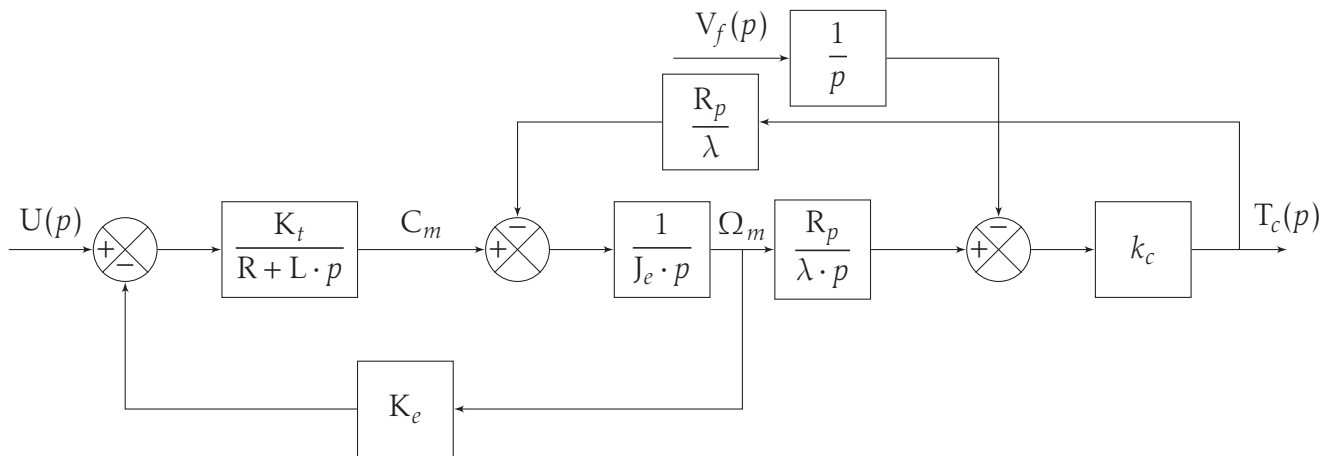 V_f(p)
1/p
R_p/λ
U(p)
+
−
K_t/(R + L · p)
C_m
+
−
1/(J_e · p)
Ω_m
R_p/(λ · p)
+
−
k_c
T_c(p)
K_e